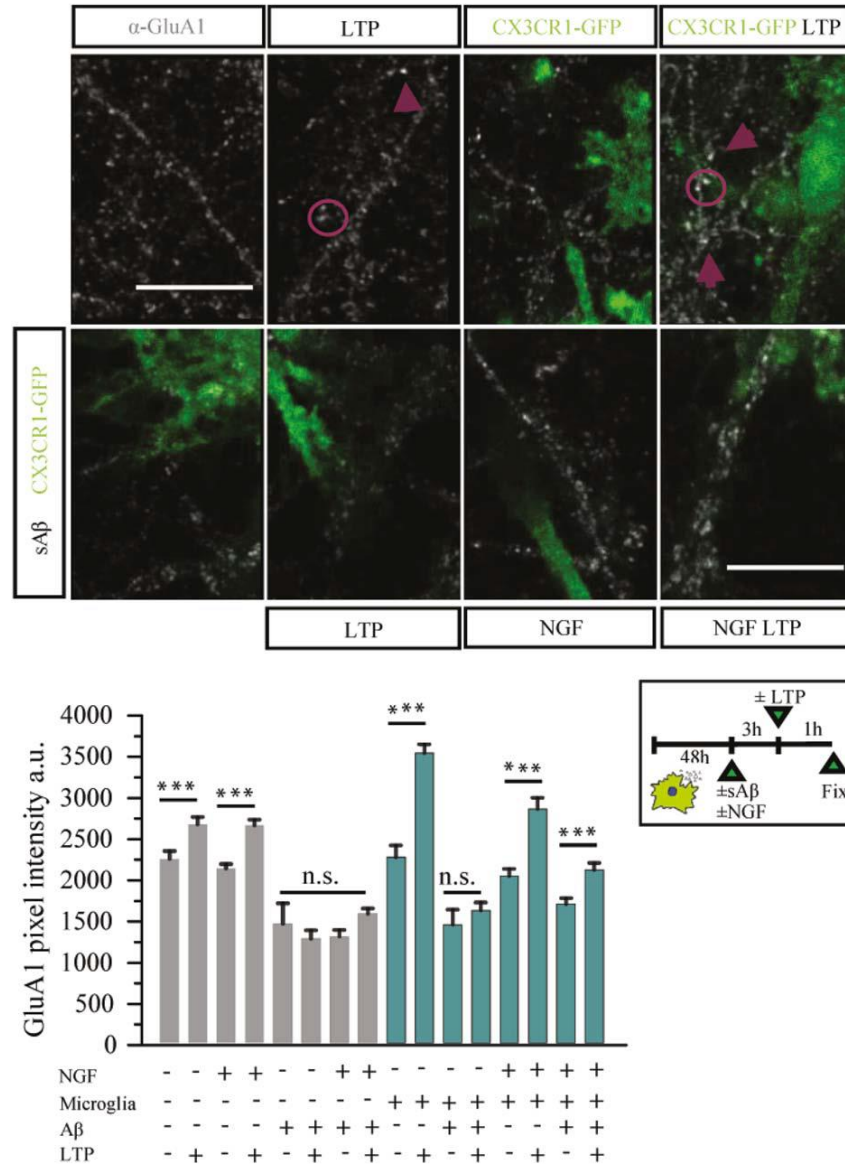 α-GluA1 LTP CX3CR1-GFP CX3CR1-GFP LTP
sAβ CX3CR1-GFP
LTP NGF NGF LTP
± LTP
3h 1h
48h
±sAβ
±NGF
Fix
GluA1 pixel intensity a.u.
4000
3500
3000
2500
2000
1500
1000
500
0
*** *** n.s. *** n.s. *** ***
NGF - - + + - - + + - - - - + + + +
Microglia - - - - - - - - + + + + + + + +
Aβ - - - - + + + + - - + + - - + +
LTP - + - + - + - + - + - + - + - +